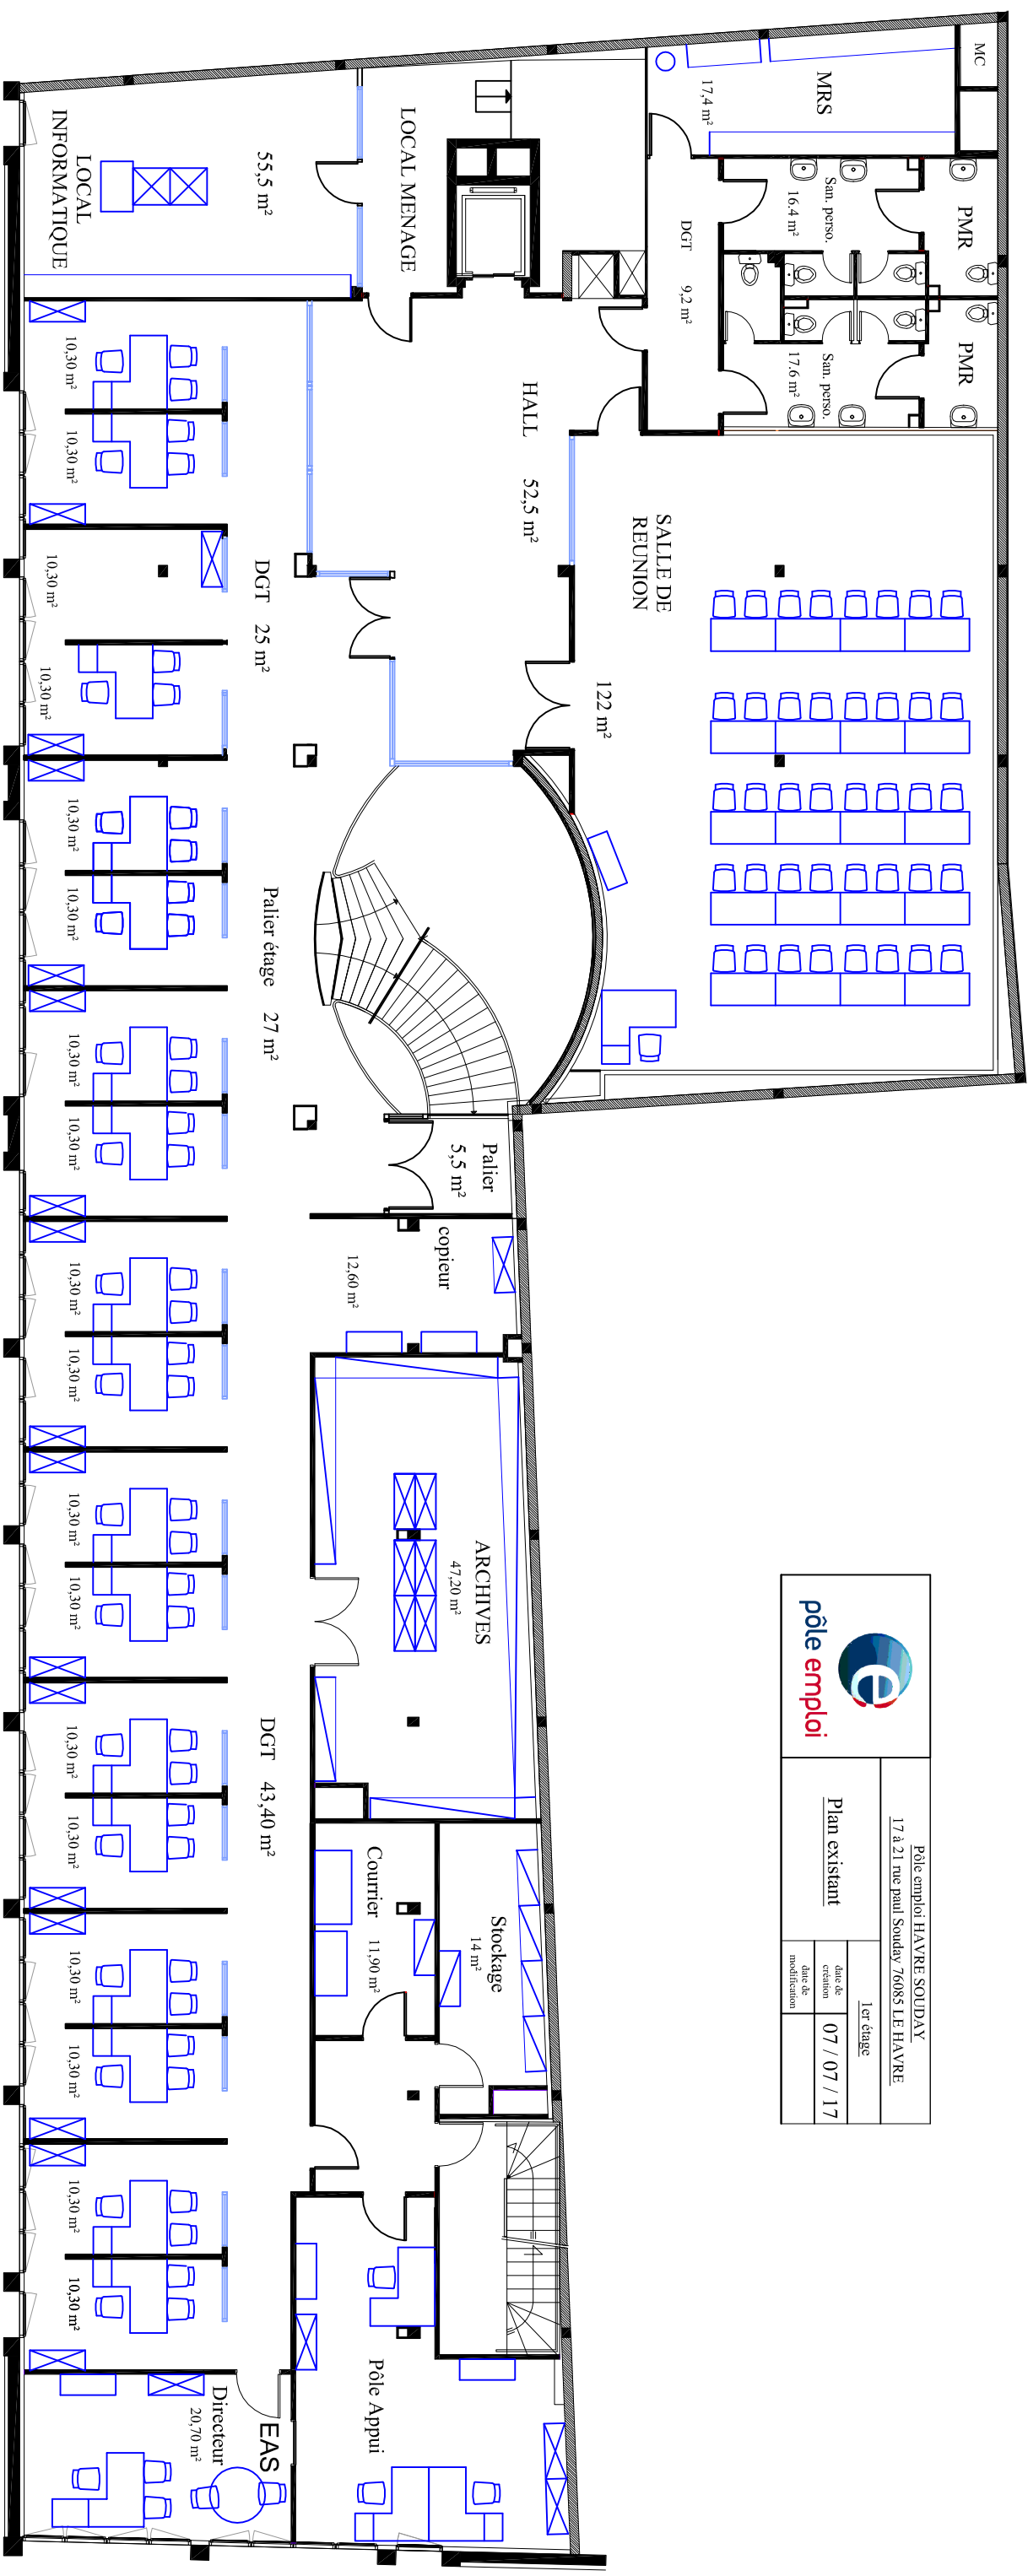 MC
MRS
17,4 m²
San. perso.
16.4 m²
PMR
PMR
San. perso.
17.6 m²
DGT
9,2 m²
LOCAL MENAGE
55,5 m²
LOCAL
INFORMATIQUE
HALL
52,5 m²
SALLE DE
REUNION
122 m²
10,30 m²
10,30 m²
10,30 m²
10,30 m²
DGT 25 m²
10,30 m²
10,30 m²
Palier étage 27 m²
10,30 m²
10,30 m²
Palier
5,5 m²
copieur
12,60 m²
10,30 m²
10,30 m²
ARCHIVES
47,20 m²
10,30 m²
10,30 m²
DGT 43,40 m²
10,30 m²
10,30 m²
Courrier
11,90 m²
Stockage
14 m²
10,30 m²
10,30 m²
10,30 m²
10,30 m²
Pôle Appui
EAS
Directeur
20,70 m²
pôle emploi
Pôle emploi HAVRE SOUDAY
17 à 21 rue paul Souday 76085 LE HAVRE
Plan existant
1er étage
date de
création
07 / 07 / 17
date de
modification